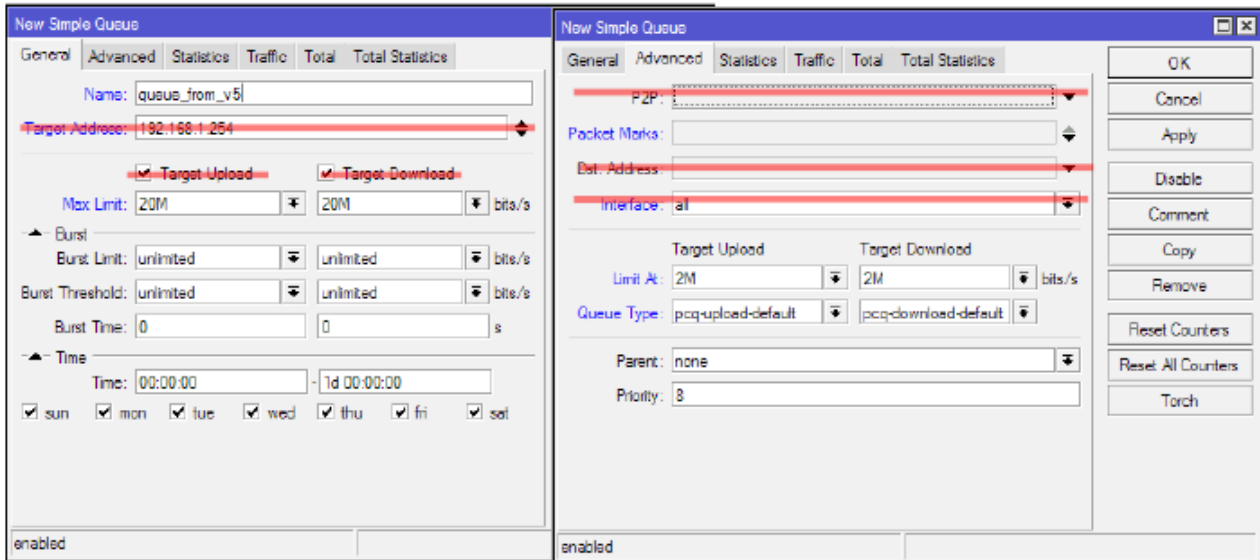 New Simple Queue
General Advanced Statistics Traffic Total Total Statistics
Name: queue_from_v5
Target Address: 192.168.1.254
Target Upload Target Download
Max Limit: 20M 20M bits/s
Burst
Burst Limit: unlimited unlimited bits/s
Burst Threshold: unlimited unlimited bits/s
Burst Time: 0 0 s
Time
Time: 00:00:00 - 1d 00:00:00
sun mon tue wed thu fri sat
enabled
New Simple Queue
General Advanced Statistics Traffic Total Total Statistics
P2P:
Packet Marks:
Dst. Address:
Interface: all
Target Upload Target Download
Limit At: 2M 2M bits/s
Queue Type: pcq-upload-default pcq-download-default
Parent: none
Priority: 8
enabled
OK
Cancel
Apply
Disable
Comment
Copy
Remove
Reset Counters
Reset All Counters
Torch